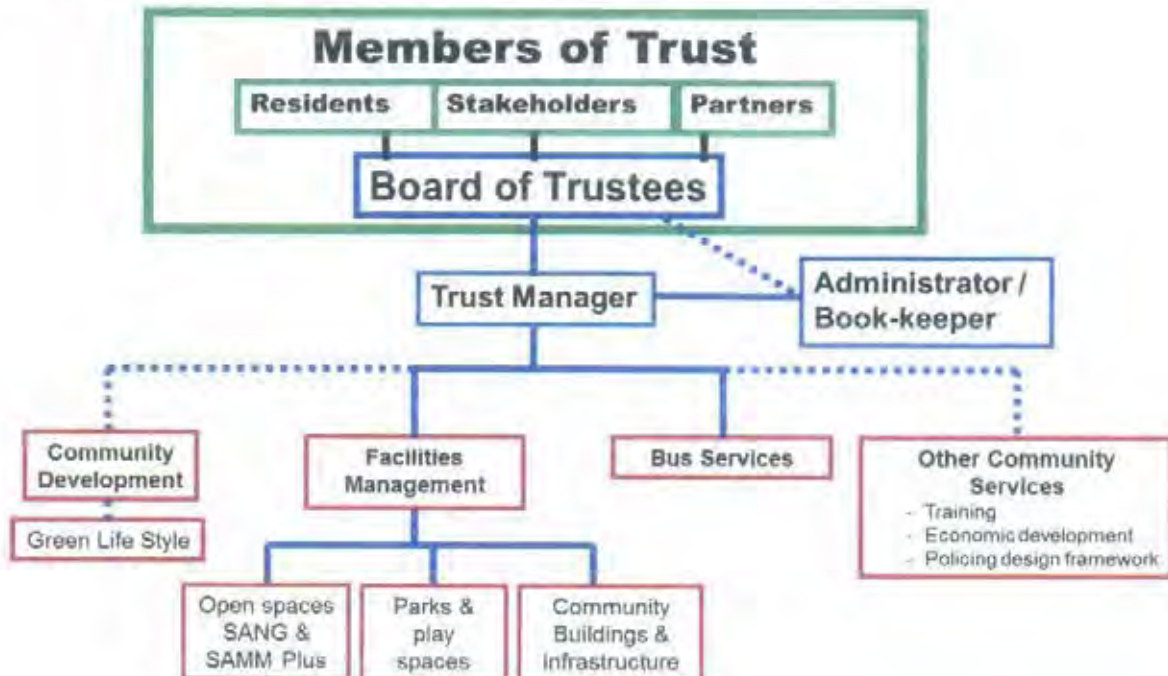 Members of Trust
Residents
Stakeholders
Partners
Board of Trustees
Trust Manager
Administrator /
Book-keeper
Community
Development
Green Life Style
Facilities
Management
Open spaces
SANG &
SAMM Plus
Parks &
play
spaces
Community
Buildings &
infrastructure
Bus Services
Other Community
Services
- Training
- Economic development
- Policing design framework